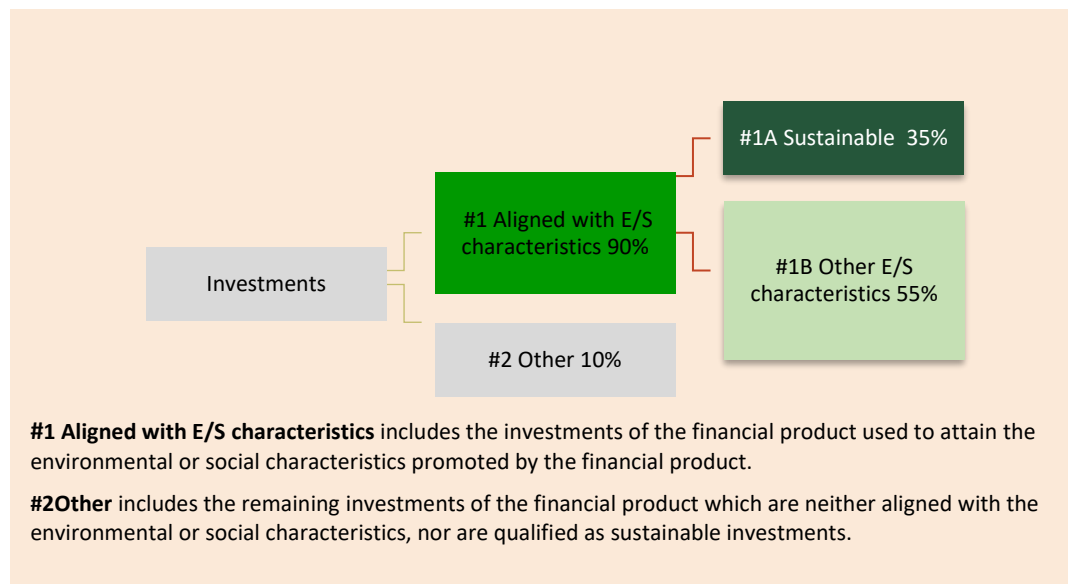 #1A Sustainable 35%
#1 Aligned with E/S
characteristics 90%
#1B Other E/S
characteristics 55%
Investments
#2 Other 10%
#1 Aligned with E/S characteristics includes the investments of the financial product used to attain the
environmental or social characteristics promoted by the financial product.
#2Other includes the remaining investments of the financial product which are neither aligned with the
environmental or social characteristics, nor are qualified as sustainable investments.